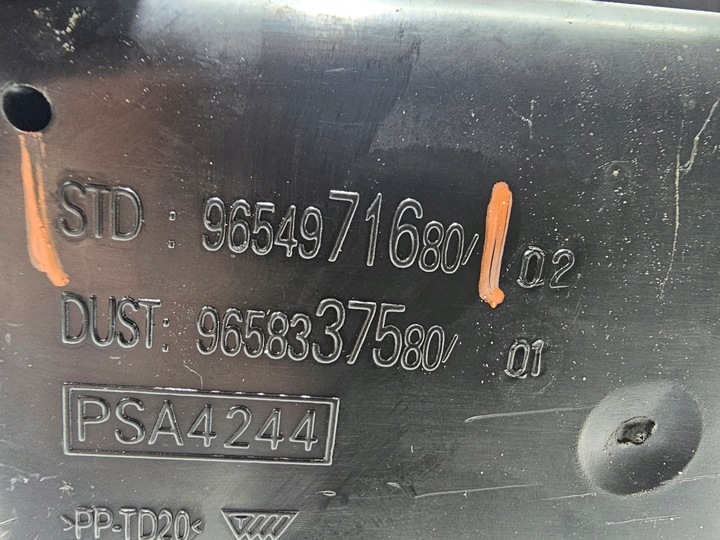 STD : 9654971680/ 02
DUST: 9658337580/ 01
PSA4244
>PP-TD20<